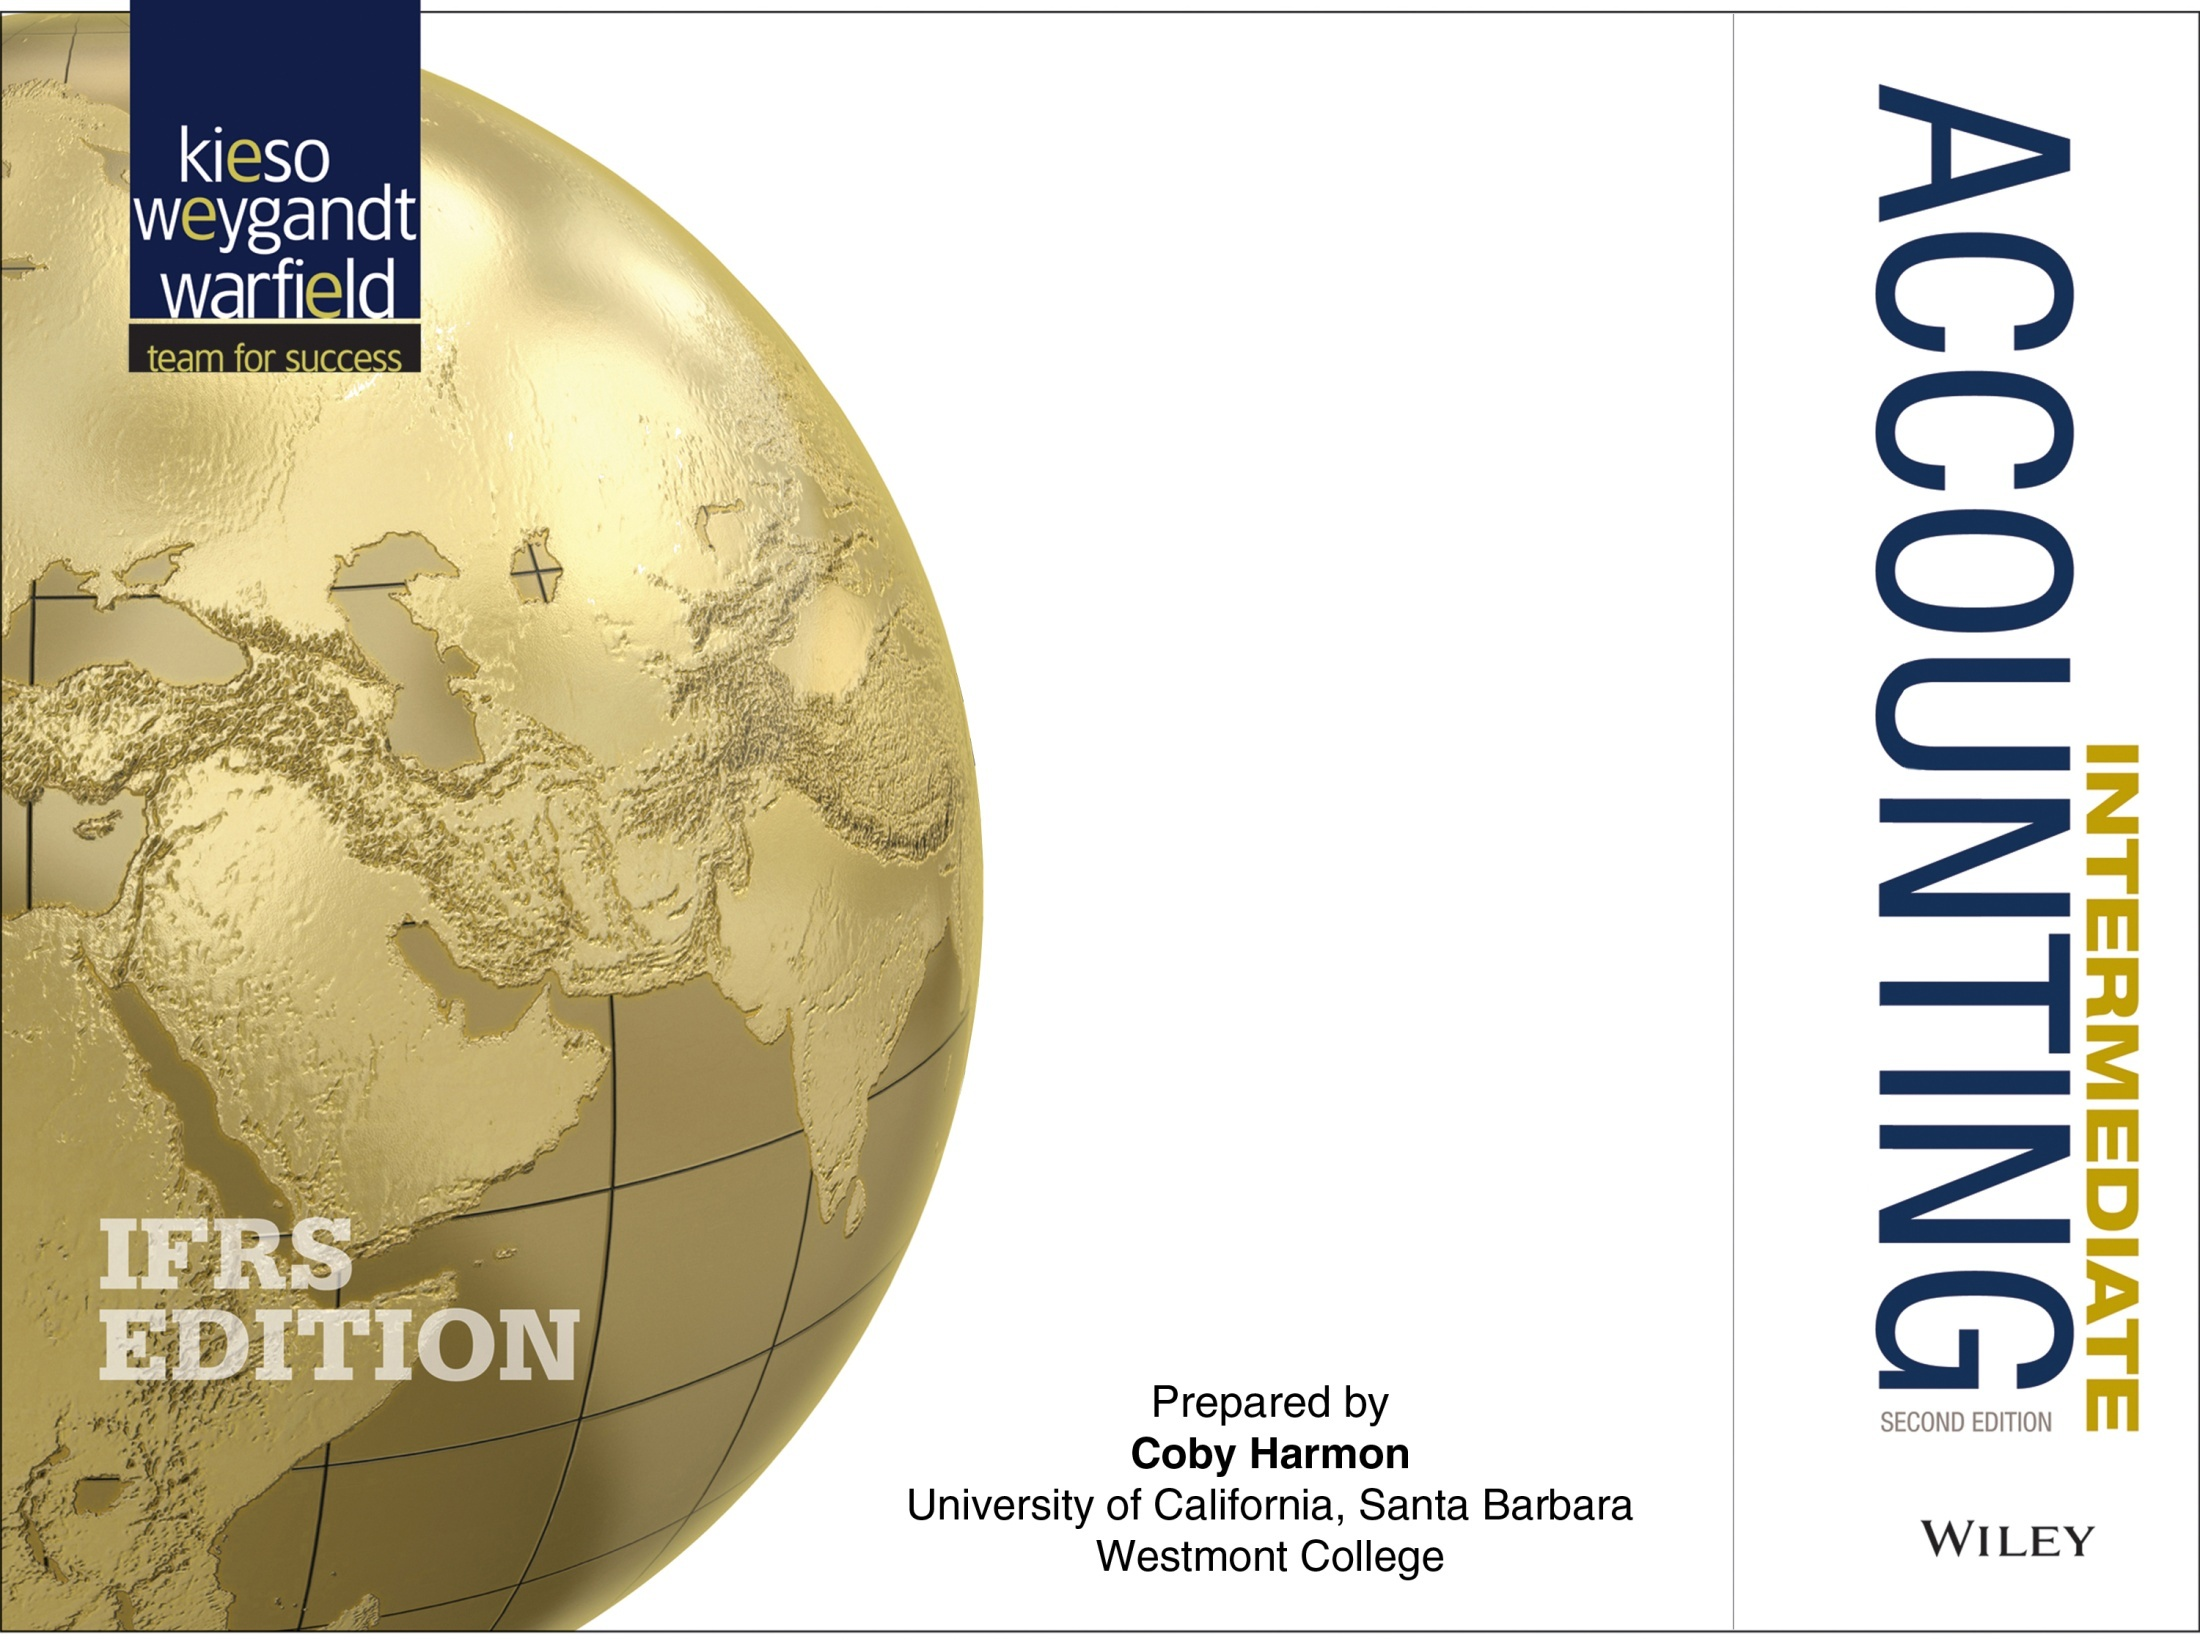 kieso
weygandt
warfield
team for success
IFRS
EDITION
Prepared by
Coby Harmon
University of California, Santa Barbara
Westmont College
INTERMEDIATE
ACCOUNTING
SECOND EDITION
WILEY